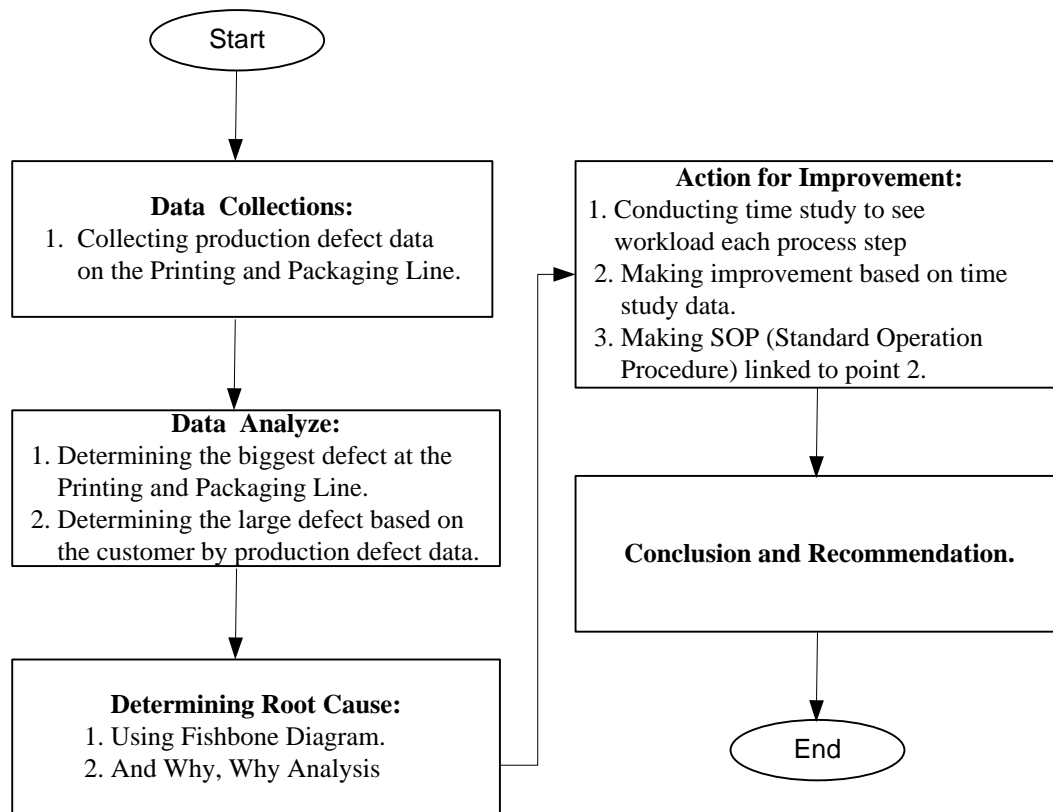 Start
Data Collections:
1. Collecting production defect data
on the Printing and Packaging Line.
Data Analyze:
1. Determining the biggest defect at the
Printing and Packaging Line.
2. Determining the large defect based on
the customer by production defect data.
Determining Root Cause:
1. Using Fishbone Diagram.
2. And Why, Why Analysis
Action for Improvement:
1. Conducting time study to see
workload each process step
2. Making improvement based on time
study data.
3. Making SOP (Standard Operation
Procedure) linked to point 2.
Conclusion and Recommendation.
End